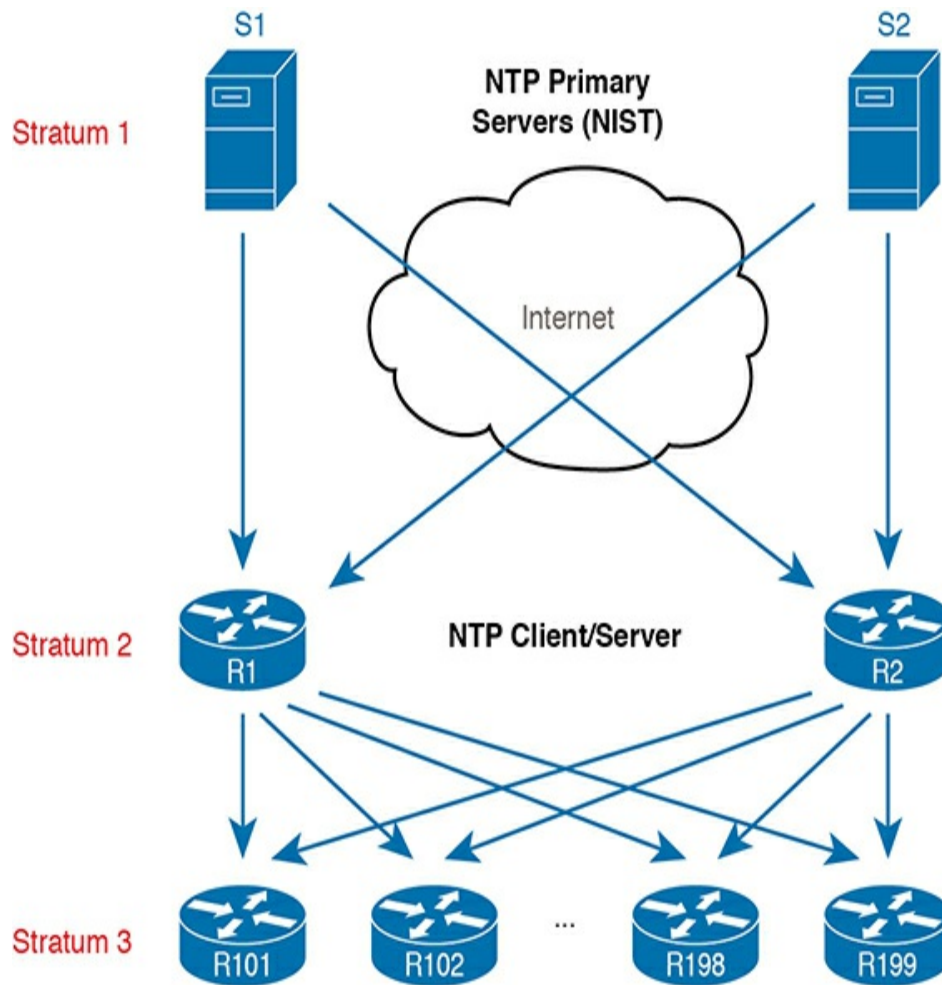 S1
S2
NTP Primary
Servers (NIST)
Stratum 1
Internet
Stratum 2
NTP Client/Server
R1
R2
Stratum 3
R101
R102
...
R198
R199